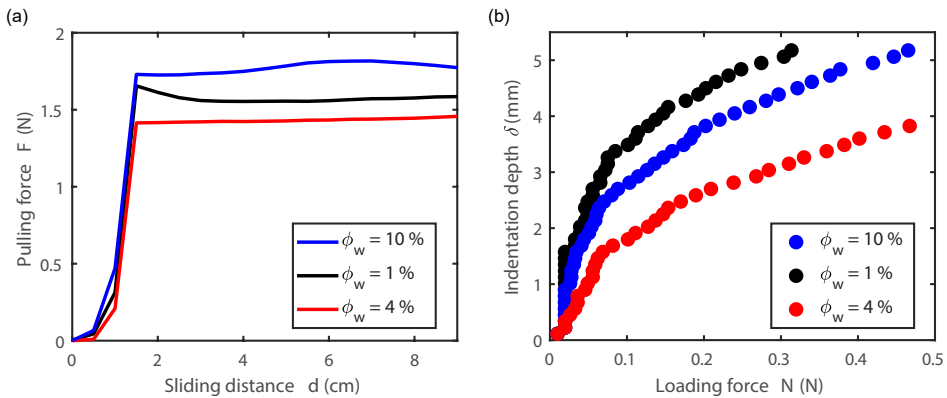 (a)
2
1.5
1
0.5
0
Pulling force F (N)
ϕw = 10 %
ϕw = 1 %
ϕw = 4 %
0 2 4 6 8
Sliding distance d (cm)
(b)
5
4
3
2
1
0
Indentation depth δ (mm)
ϕw = 10 %
ϕw = 1 %
ϕw = 4 %
0 0.1 0.2 0.3 0.4 0.5
Loading force N (N)